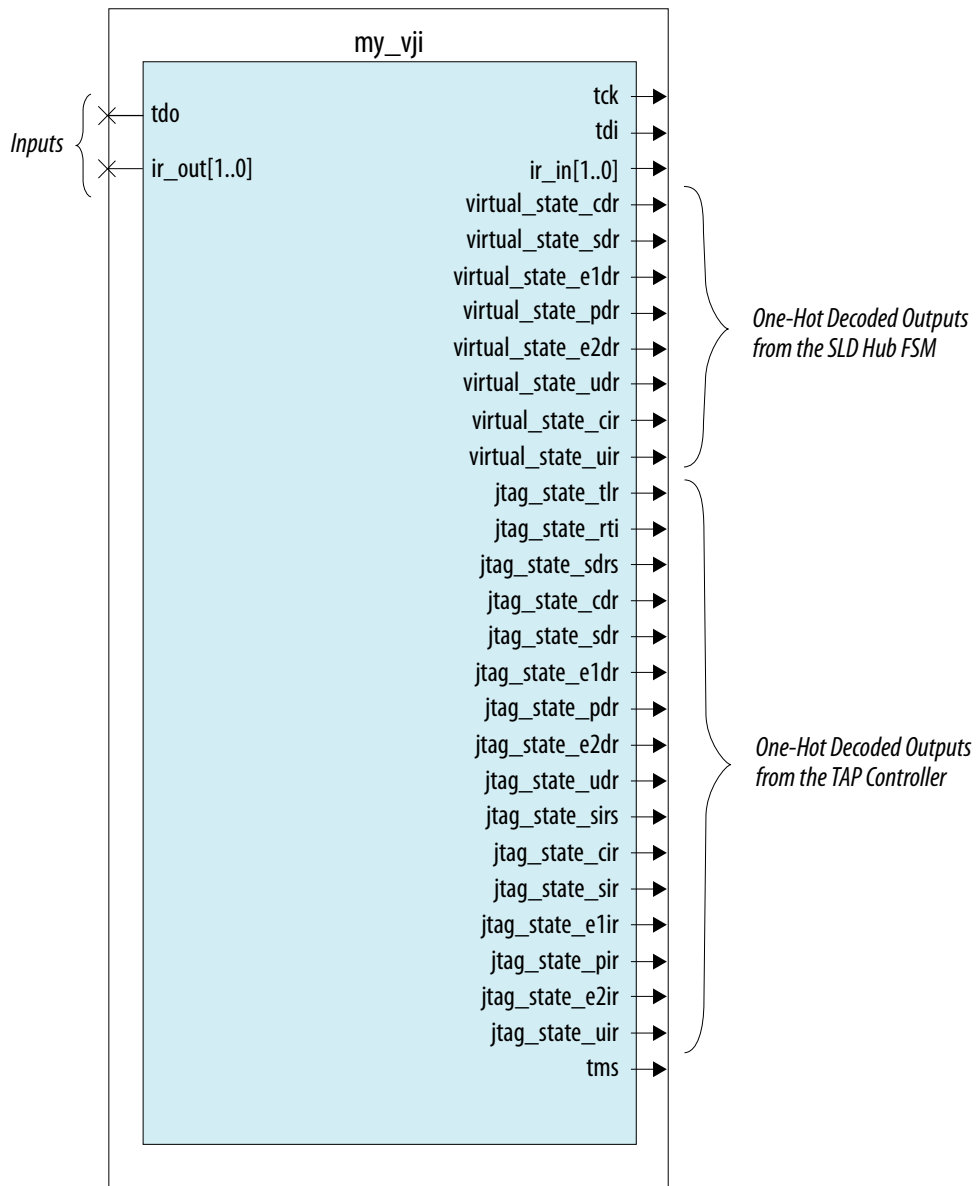 my_vji
Inputs
tdo
ir_out[1..0]
tck
tdi
ir_in[1..0]
virtual_state_cdr
virtual_state_sdr
virtual_state_e1dr
virtual_state_pdr
virtual_state_e2dr
virtual_state_udr
virtual_state_cir
virtual_state_uir
One-Hot Decoded Outputs
from the SLD Hub FSM
jtag_state_tlr
jtag_state_rti
jtag_state_sdrs
jtag_state_cdr
jtag_state_sdr
jtag_state_e1dr
jtag_state_pdr
jtag_state_e2dr
jtag_state_udr
jtag_state_sirs
jtag_state_cir
jtag_state_sir
jtag_state_e1ir
jtag_state_pir
jtag_state_e2ir
jtag_state_uir
One-Hot Decoded Outputs
from the TAP Controller
tms